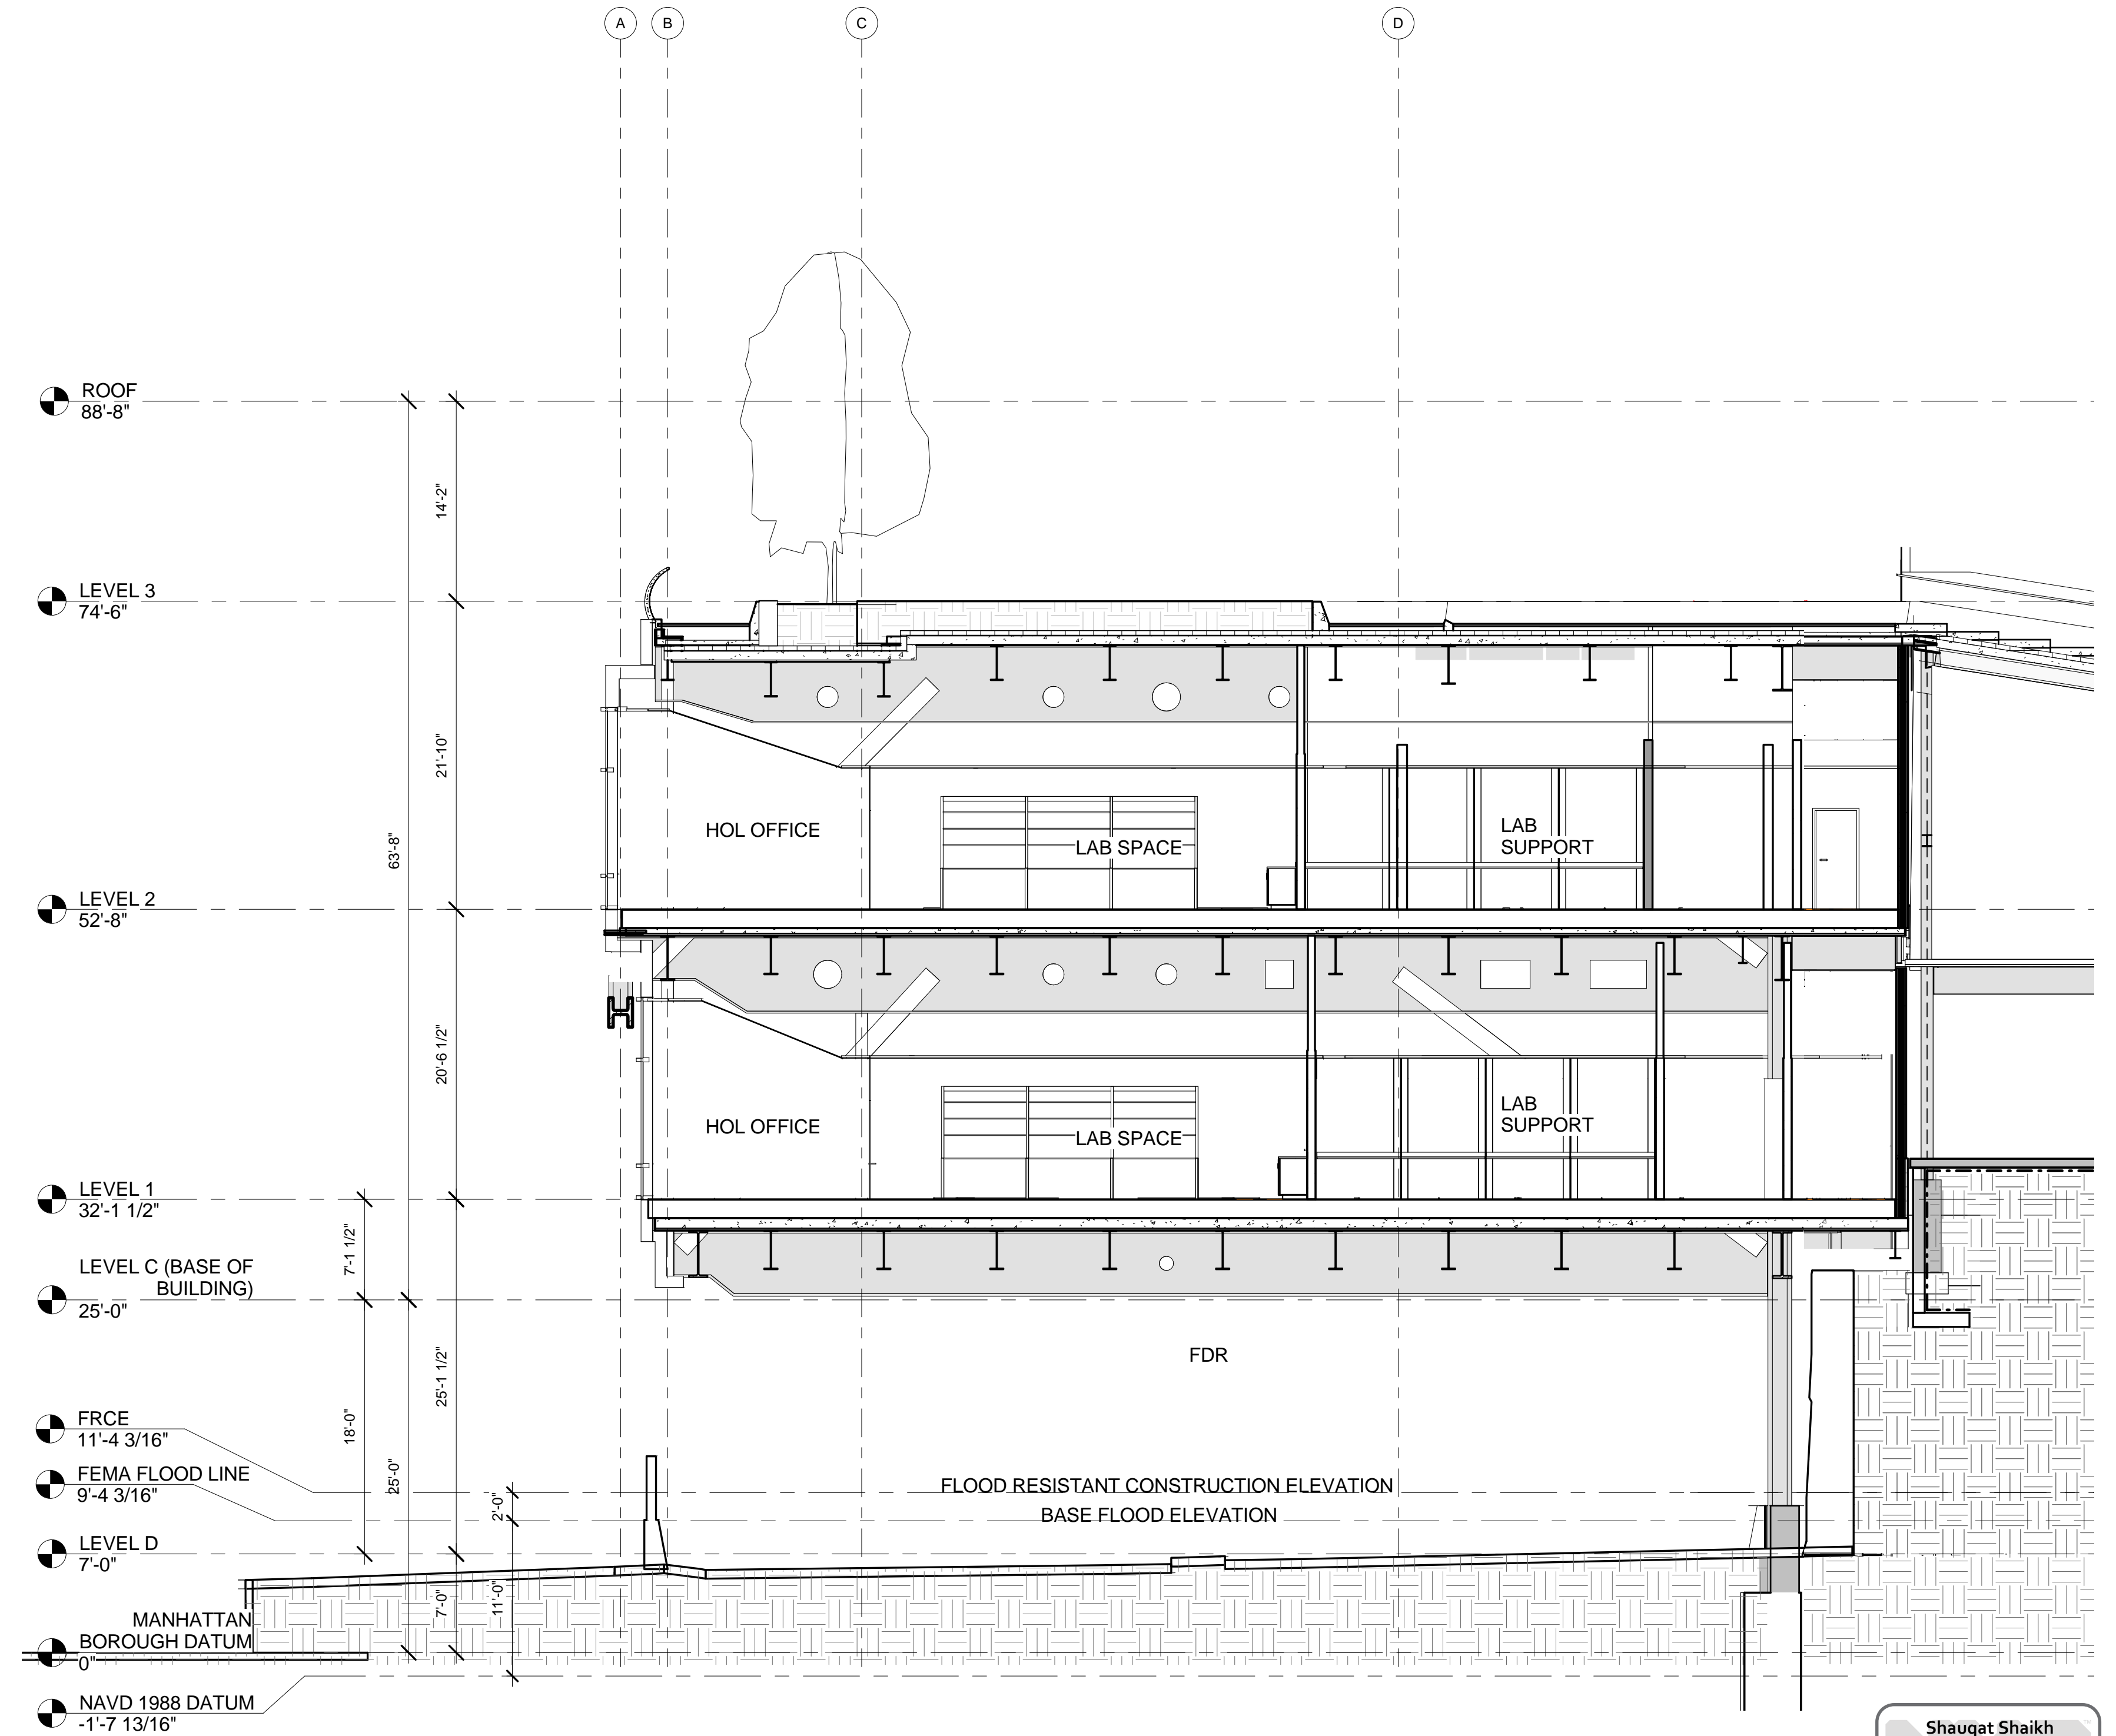 A B C D
ROOF
88'-8"
14'-2"
LEVEL 3
74'-6"
21'-10"
63'-8"
HOL OFFICE
LAB SPACE
LAB
SUPPORT
LEVEL 2
52'-8"
20'-6 1/2"
HOL OFFICE
LAB SPACE
LAB
SUPPORT
LEVEL 1
32'-1 1/2"
7'-1 1/2"
LEVEL C (BASE OF
BUILDING)
25'-0"
FDR
25'-1 1/2"
18'-0"
25'-0"
FRCE
11'-4 3/16"
FEMA FLOOD LINE
9'-4 3/16"
2'-0"
FLOOD RESISTANT CONSTRUCTION ELEVATION
BASE FLOOD ELEVATION
LEVEL D
7'-0"
7'-0"
11'-0"
MANHATTAN
BOROUGH DATUM
0"
NAVD 1988 DATUM
-1'-7 13/16"
Shauqat Shaikh